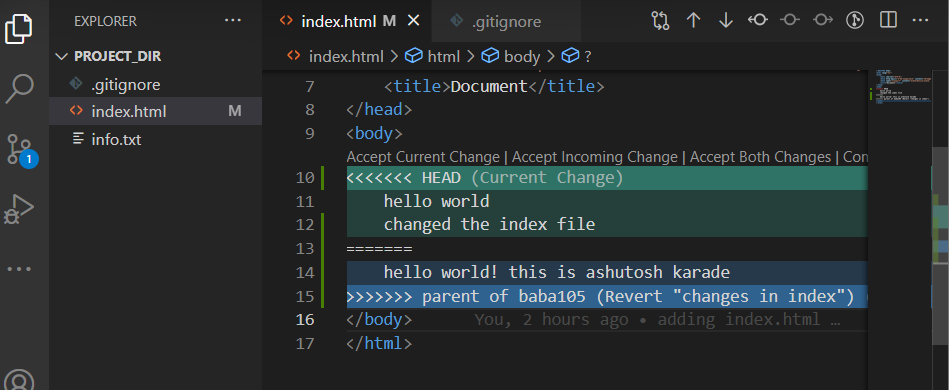 EXPLORER
PROJECT_DIR
.gitignore
index.html M
info.txt
1
index.html M
.gitignore
index.html > html > body > ?
7 <title>Document</title>
8 </head>
9 <body>
Accept Current Change | Accept Incoming Change | Accept Both Changes |
10 <<<<<<< HEAD (Current Change)
11 hello world
12 changed the index file
13 =======
14 hello world! this is ashutosh karade
15 >>>>>>> parent of baba105 (Revert "changes in index")
16 </body> You, 2 hours ago • adding index.html …
17 </html>